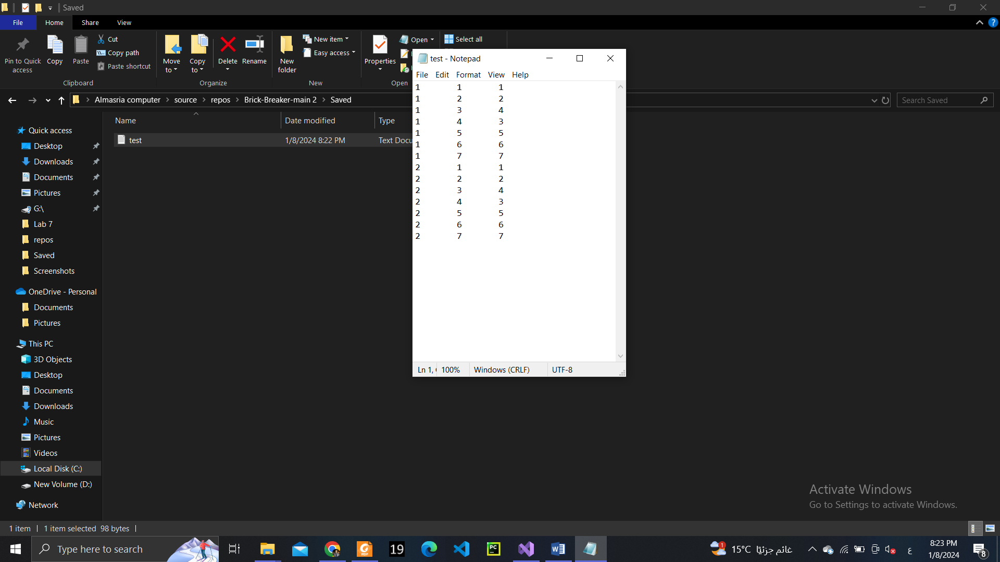 Saved
File Home Share View
Pin to Quick access
Copy
Paste
Cut
Copy path
Paste shortcut
Clipboard
Move to
Copy to
Delete
Rename
Organize
New folder
New item
Easy access
New
Properties
Open
Open
Select all
Almasria computer source repos Brick-Breaker-main 2 Saved
Search Saved
Name Date modified Type
test 1/8/2024 8:22 PM Text Docu
Quick access
Desktop
Downloads
Documents
Pictures
G:\
Lab 7
repos
Saved
Screenshots
OneDrive - Personal
Documents
Pictures
This PC
3D Objects
Desktop
Documents
Downloads
Music
Pictures
Videos
Local Disk (C:)
New Volume (D:)
Network
test - Notepad
File Edit Format View Help
1 1 1
1 2 2
1 3 4
1 4 3
1 5 5
1 6 6
1 7 7
2 1 1
2 2 2
2 3 4
2 4 3
2 5 5
2 6 6
2 7 7
Ln 1, 100% Windows (CRLF) UTF-8
Activate Windows
Go to Settings to activate Windows.
1 item 1 item selected 98 bytes
Type here to search
19
PC
PDF
1
15°C غائم جزئيًا
ع
8:23 PM
1/8/2024
8